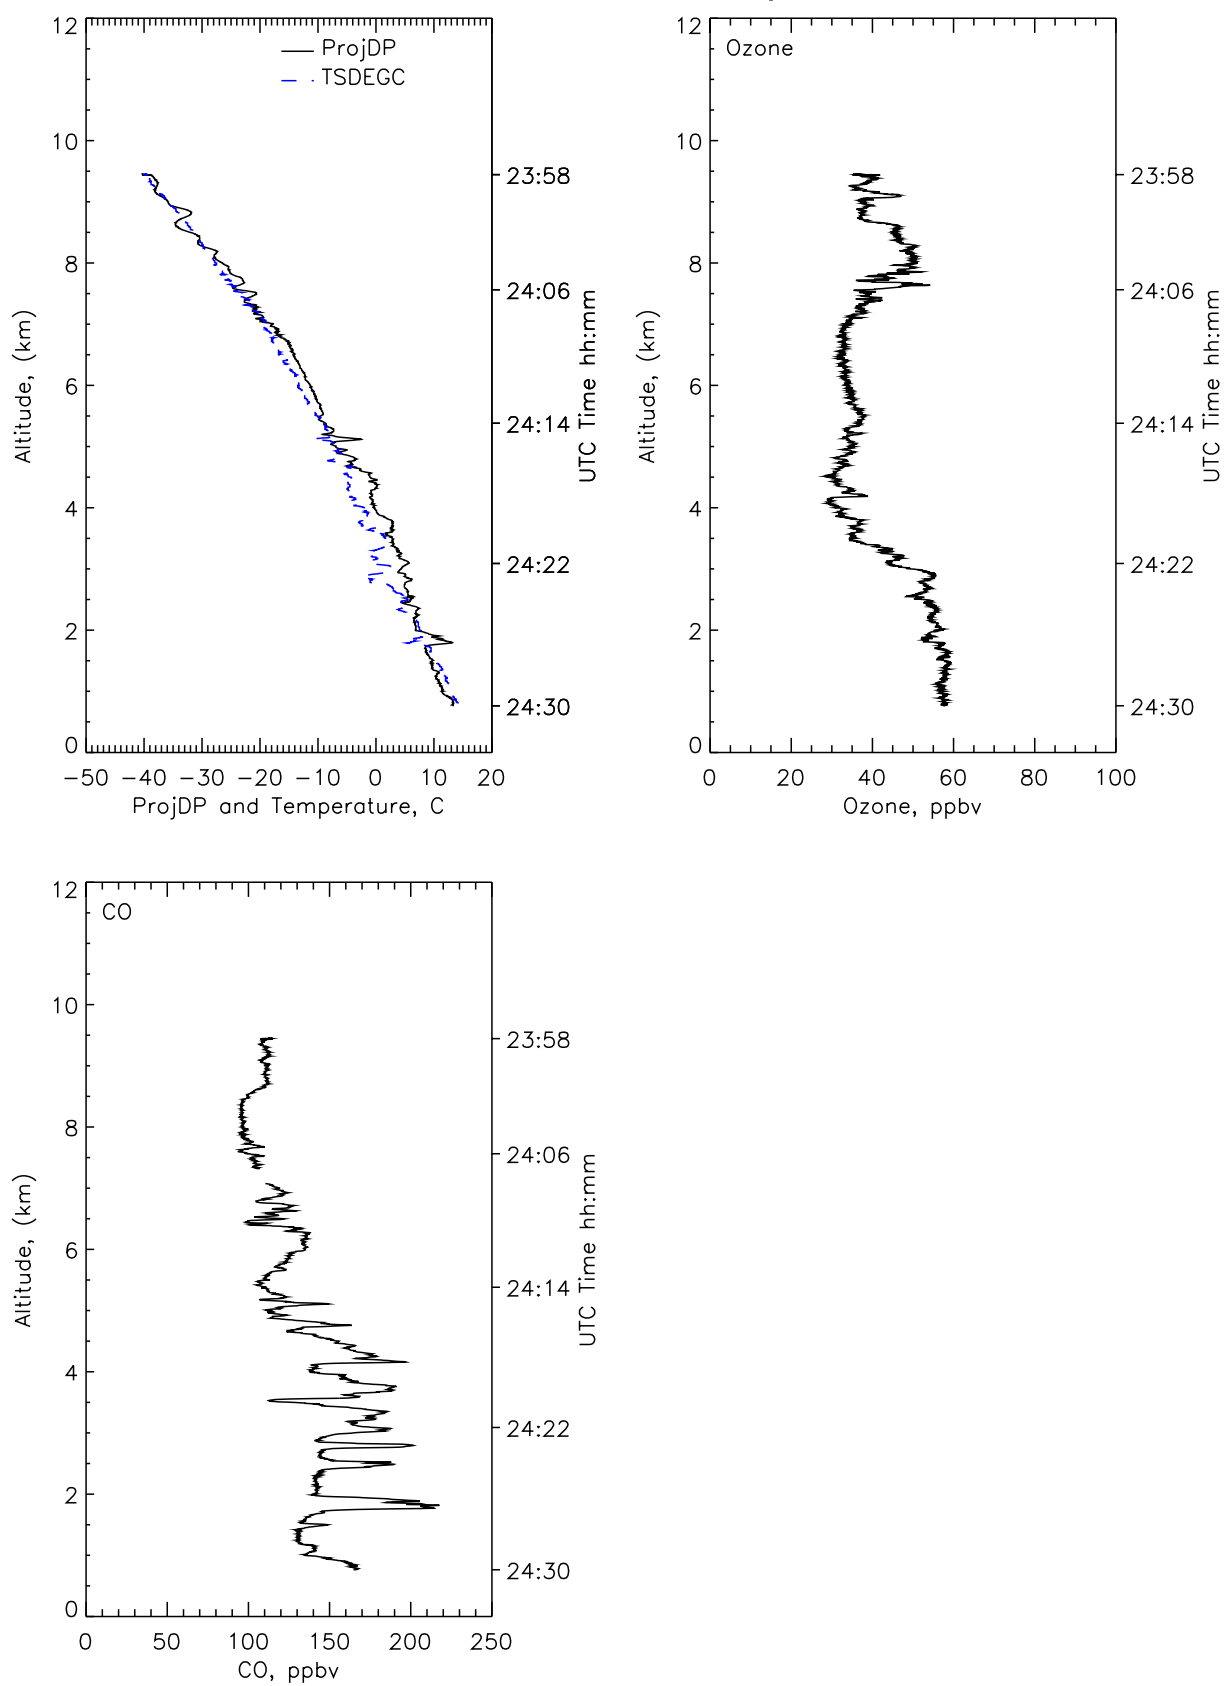 12
10
8
6
4
2
0
Altitude, (km)
ProjDP
TSDEGC
-50 -40 -30 -20 -10 0 10 20
ProjDP and Temperature, C
23:58
24:06
24:14
24:22
24:30
UTC Time hh:mm
12
10
8
6
4
2
0
Altitude, (km)
Ozone
0 20 40 60 80 100
Ozone, ppbv
23:58
24:06
24:14
24:22
24:30
UTC Time hh:mm
12
10
8
6
4
2
0
Altitude, (km)
CO
0 50 100 150 200 250
CO, ppbv
23:58
24:06
24:14
24:22
24:30
UTC Time hh:mm